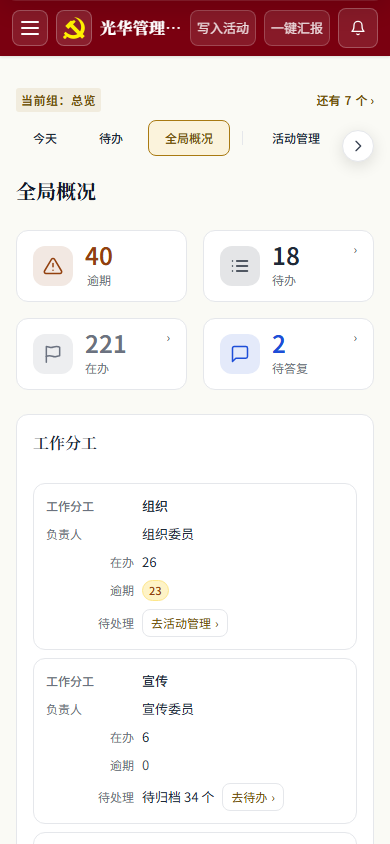 光华管理…
写入活动
一键汇报
当前组：总览
还有 7 个 ›
今天
待办
全局概况
活动管理
全局概况
40
逾期
18
待办
221
在办
2
待答复
工作分工
工作分工 组织
负责人 组织委员
在办 26
逾期 23
待处理 去活动管理 ›
工作分工 宣传
负责人 宣传委员
在办 6
逾期 0
待处理 待归档 34 个 去待办 ›